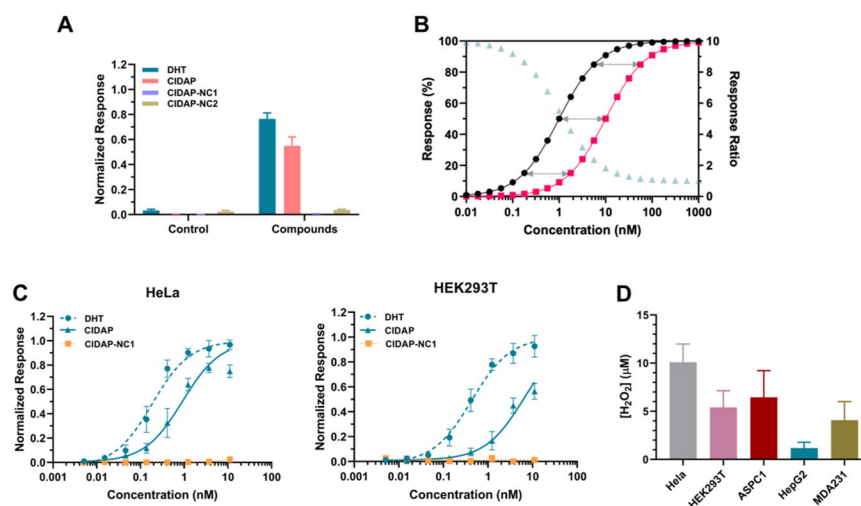 A
Normalized Response
1.2
1.0
0.8
0.6
0.4
0.2
0.0
DHT
CIDAP
CIDAP-NC1
CIDAP-NC2
Control
Compounds
B
Response (%)
100
80
60
40
20
0
10
8
6
4
2
0
Response Ratio
0.01 0.1 1 10 100 1000
Concentration (nM)
C
HeLa
Normalized Response
1.2
1.0
0.8
0.6
0.4
0.2
0.0
DHT
CIDAP
CIDAP-NC1
0.001 0.01 0.1 1 10 100
Concentration (nM)
HEK293T
Normalized Response
1.2
1.0
0.8
0.6
0.4
0.2
0.0
DHT
CIDAP
CIDAP-NC1
0.001 0.01 0.1 1 10 100
Concentration (nM)
D
[H₂O₂] (μM)
15
10
5
0
Hela
HEK293T
ASPC1
HepG2
MDA231